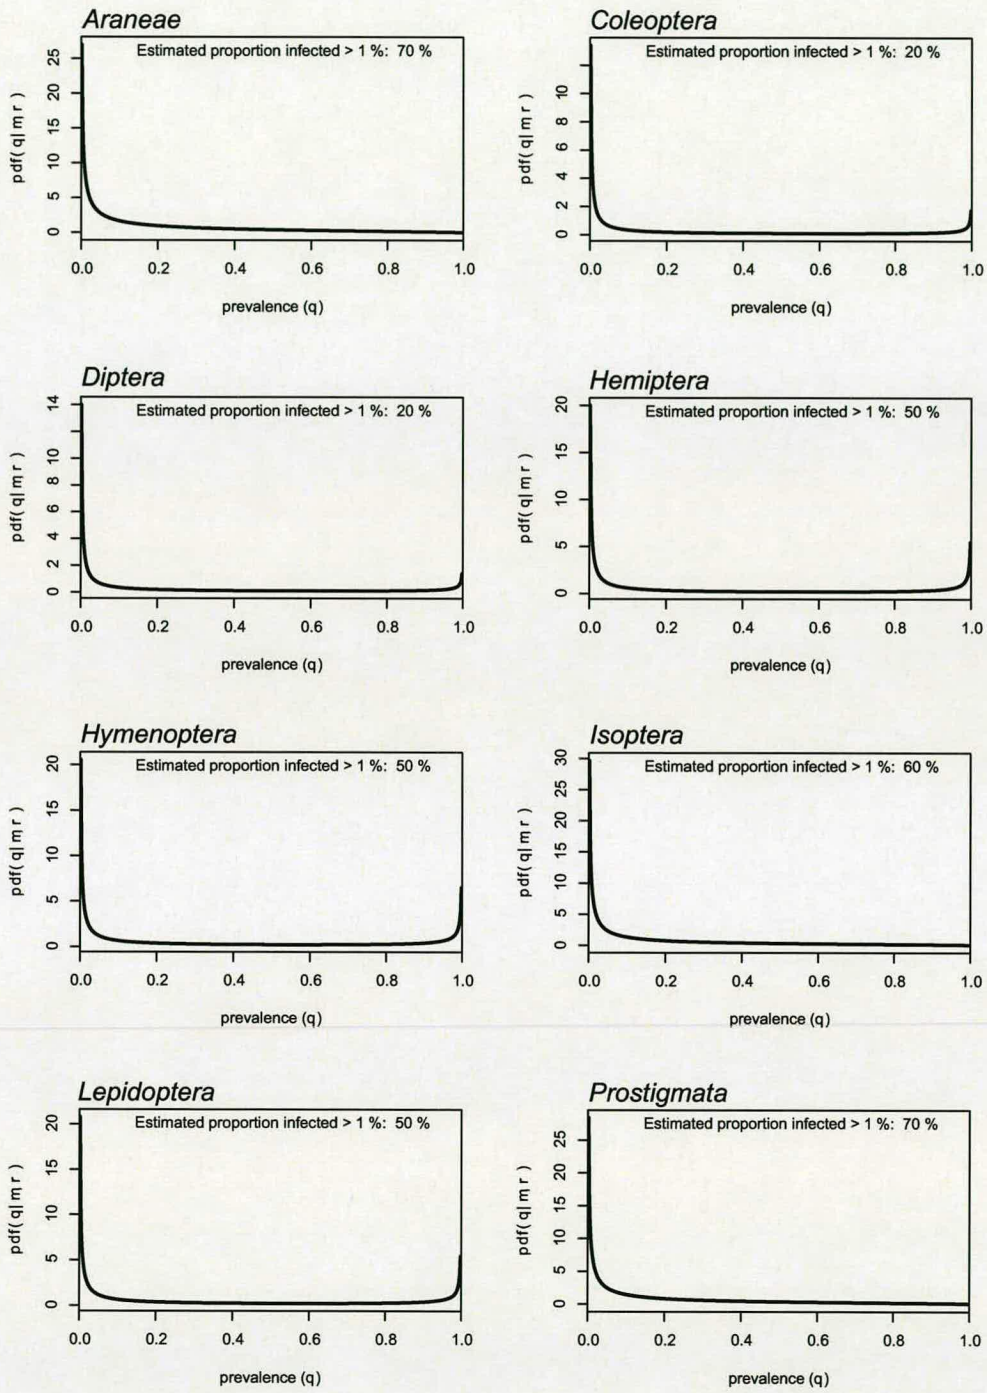 Araneae
Estimated proportion infected > 1 %: 70 %
pdf( q| m r )
0 5 10 15 20 25
0.0 0.2 0.4 0.6 0.8 1.0
prevalence (q)
Coleoptera
Estimated proportion infected > 1 %: 20 %
pdf( q| m r )
0 2 4 6 8 10
0.0 0.2 0.4 0.6 0.8 1.0
prevalence (q)
Diptera
Estimated proportion infected > 1 %: 20 %
pdf( q| m r )
0 2 4 6 8 10 14
0.0 0.2 0.4 0.6 0.8 1.0
prevalence (q)
Hemiptera
Estimated proportion infected > 1 %: 50 %
pdf( q| m r )
0 5 10 15 20
0.0 0.2 0.4 0.6 0.8 1.0
prevalence (q)
Hymenoptera
Estimated proportion infected > 1 %: 50 %
pdf( q| m r )
0 5 10 15 20
0.0 0.2 0.4 0.6 0.8 1.0
prevalence (q)
Isoptera
Estimated proportion infected > 1 %: 60 %
pdf( q| m r )
0 5 10 15 20 25 30
0.0 0.2 0.4 0.6 0.8 1.0
prevalence (q)
Lepidoptera
Estimated proportion infected > 1 %: 50 %
pdf( q| m r )
0 5 10 15 20
0.0 0.2 0.4 0.6 0.8 1.0
prevalence (q)
Prostigmata
Estimated proportion infected > 1 %: 70 %
pdf( q| m r )
0 5 10 15 20 25
0.0 0.2 0.4 0.6 0.8 1.0
prevalence (q)